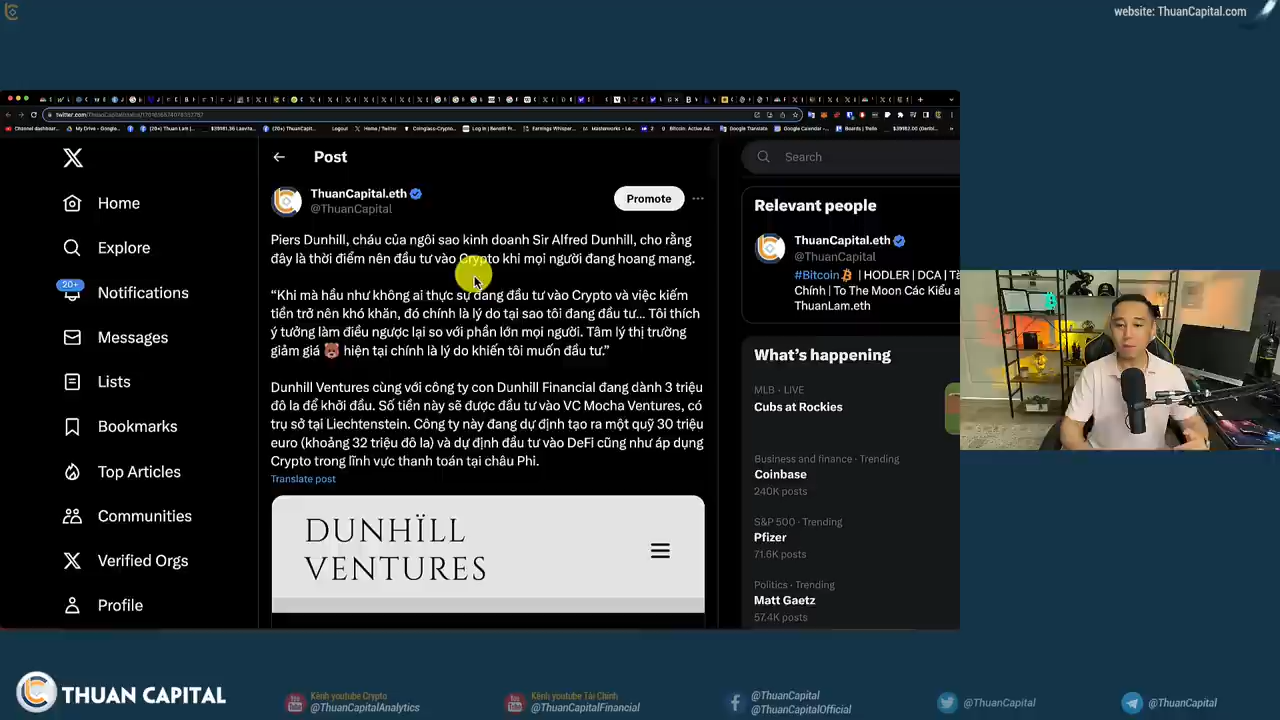 website: ThuanCapital.com
Post
Search
ThuanCapital.eth
@ThuanCapital
Promote
Home
Explore
20+
Notifications
Messages
Lists
Bookmarks
Top Articles
Communities
Verified Orgs
Profile
Piers Dunhill, cháu của ngôi sao kinh doanh Sir Alfred Dunhill, cho rằng
đây là thời điểm nên đầu tư vào Crypto khi mọi người đang hoang mang.
“Khi mà hầu như không ai thực sự đang đầu tư vào Crypto và việc kiếm
tiền trở nên khó khăn, đó chính là lý do tại sao tôi đang đầu tư... Tôi thích
ý tưởng làm điều ngược lại so với phần lớn mọi người. Tâm lý thị trường
giảm giá 🐻 hiện tại chính là lý do khiến tôi muốn đầu tư.”
Dunhill Ventures cùng với công ty con Dunhill Financial đang dành 3 triệu
đô la để khởi đầu. Số tiền này sẽ được đầu tư vào VC Mocha Ventures, có
trụ sở tại Liechtenstein. Công ty này đang dự định tạo ra một quỹ 30 triệu
euro (khoảng 32 triệu đô la) và dự định đầu tư vào DeFi cũng như áp dụng
Crypto trong lĩnh vực thanh toán tại châu Phi.
Translate post
DUNHÏLL
VENTURES
Relevant people
ThuanCapital.eth
@ThuanCapital
#Bitcoin | HODLER | DCA | Tà
Chính | To The Moon Các Kiểu a
ThuanLam.eth
What’s happening
MLB · LIVE
Cubs at Rockies
Business and finance · Trending
Coinbase
240K posts
S&P 500 · Trending
Pfizer
71.6K posts
Politics · Trending
Matt Gaetz
57.4K posts
THUAN CAPITAL
Kênh youtube Crypto
@ThuanCapitalAnalytics
Kênh youtube Tài Chính
@ThuanCapitalFinancial
@ThuanCapital
@ThuanCapitalOfficial
@ThuanCapital
@ThuanCapital